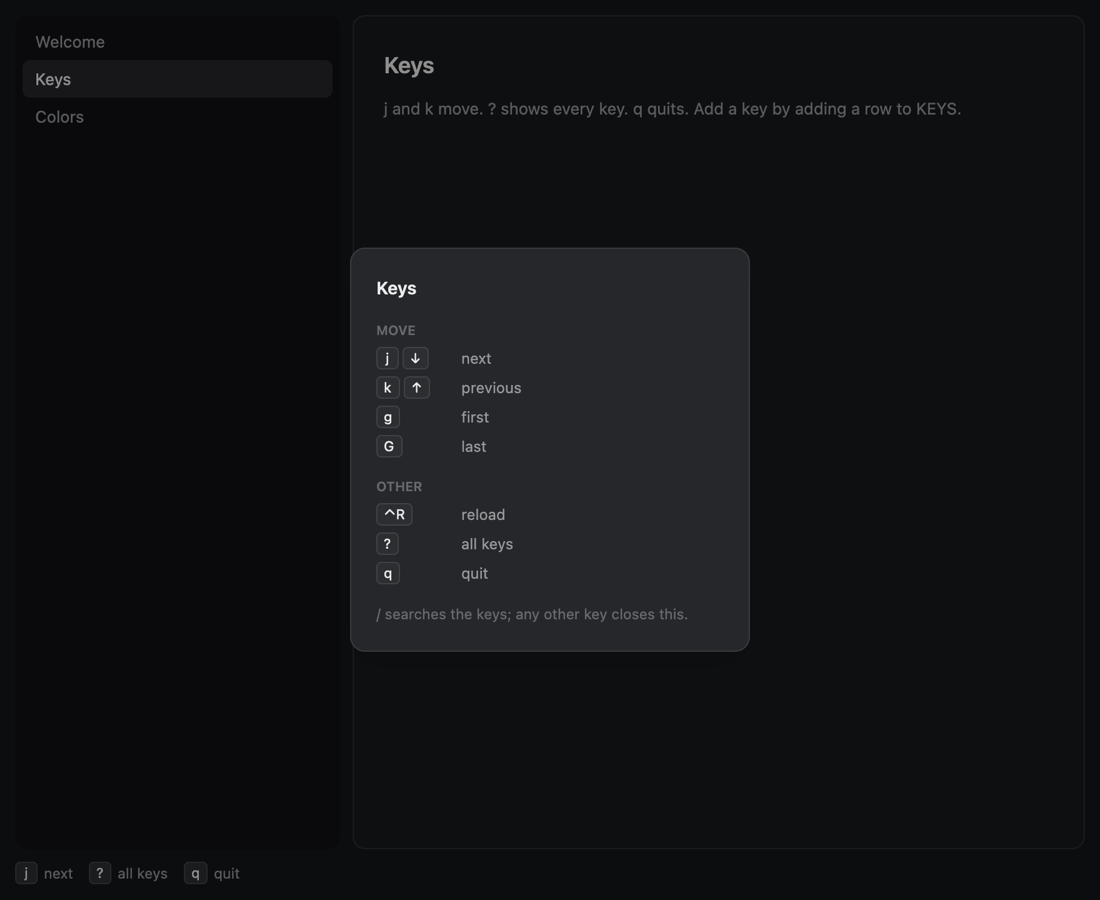 Welcome
Keys
Colors
Keys
j and k move. ? shows every key. q quits. Add a key by adding a row to KEYS.
Keys
MOVE
j ↓ next
k ↑ previous
g first
G last
OTHER
^R reload
? all keys
q quit
/ searches the keys; any other key closes this.
j next ? all keys q quit